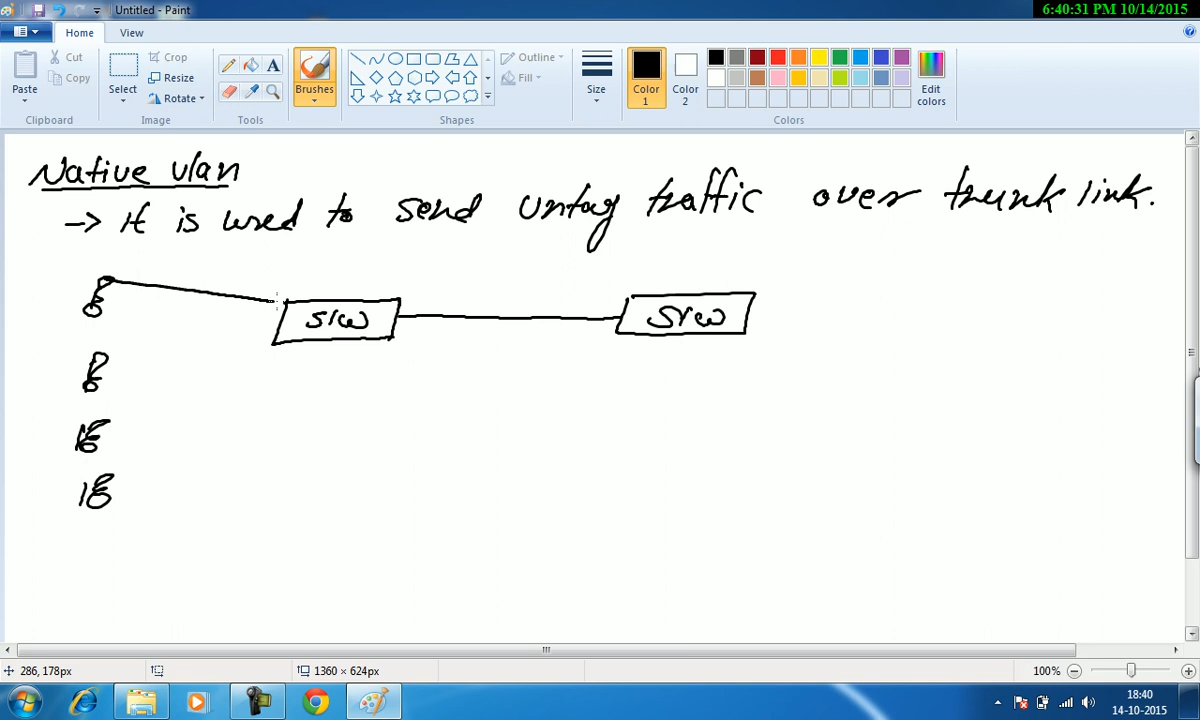 Untitled - Paint
6:40:31 PM 10/14/2015
Home
View
Paste
Cut
Copy
Clipboard
Select
Crop
Resize
Rotate
Image
A
Tools
Brushes
Outline
Fill
Shapes
Size
Color 1
Color 2
Edit colors
Colors
Native vlan
→ It is used to send untag traffic over trunk link.
s/w
s/w
286, 178px
1360 × 624px
100%
18:40
14-10-2015